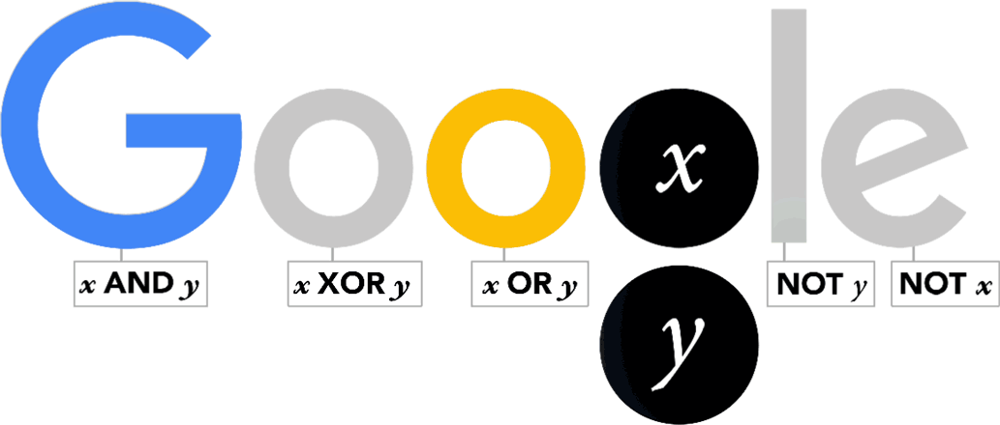 Google
x
x AND y
x XOR y
x OR y
NOT y
NOT x
y